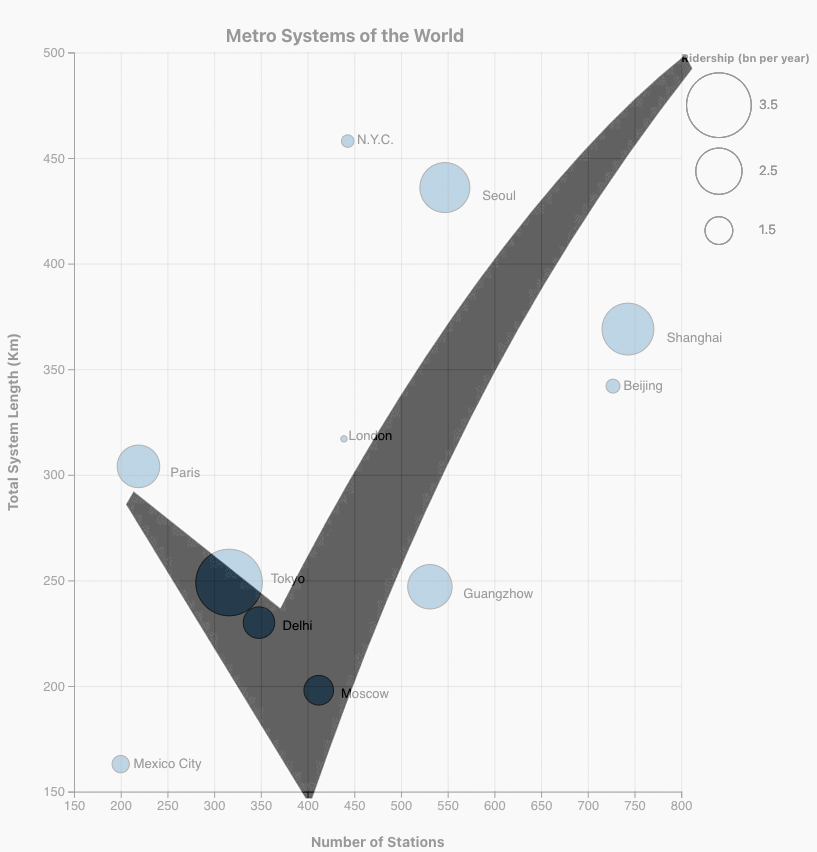 Metro Systems of the World
Ridership (bn per year)
3.5
2.5
1.5
500
450
400
350
300
250
200
150
Total System Length (Km)
N.Y.C.
Seoul
Shanghai
Beijing
London
Paris
Tokyo
Guangzhow
Delhi
Moscow
Mexico City
150 200 250 300 350 400 450 500 550 600 650 700 750 800
Number of Stations